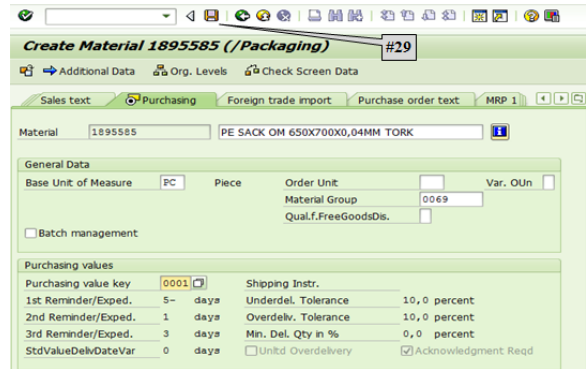 Create Material 1895585 (/Packaging)
#29
Additional Data Org. Levels Check Screen Data
Sales text Purchasing Foreign trade import Purchase order text MRP 1
Material 1895585 PE SACK OM 650X700X0,04MM TORK
General Data
Base Unit of Measure PC Piece Order Unit Var. OUn
Material Group 0069
Qual.f.FreeGoodsDis.
Batch management
Purchasing values
Purchasing value key 0001 Shipping Instr.
1st Reminder/Exped. 5- days Underdel. Tolerance 10,0 percent
2nd Reminder/Exped. 1 days Overdeliv. Tolerance 10,0 percent
3rd Reminder/Exped. 3 days Min. Del. Qty in % 0,0 percent
StdValueDelivDateVar 0 days Unltd Overdelivery Acknowledgment Reqd